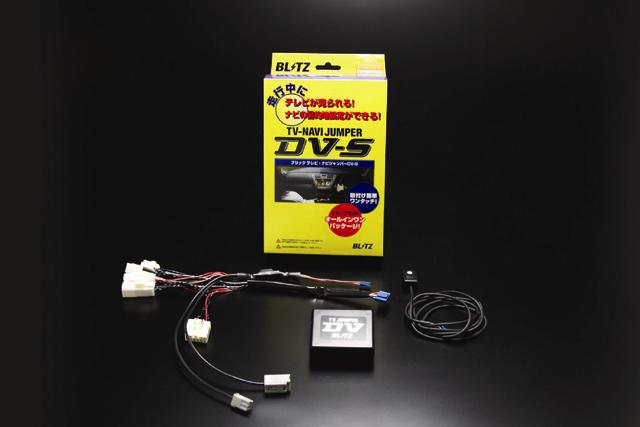 BLITZ
走行中に
テレビが見られる!
ナビの目的地設定ができる!
TV-NAVI JUMPER
DV-S
ブリッツ テレビ・ナビジャンパーDV-S
取付け簡単
ワンタッチ!
オールインワン
パッケージ!
BLITZ
TV JUMPER
DV
BLITZ